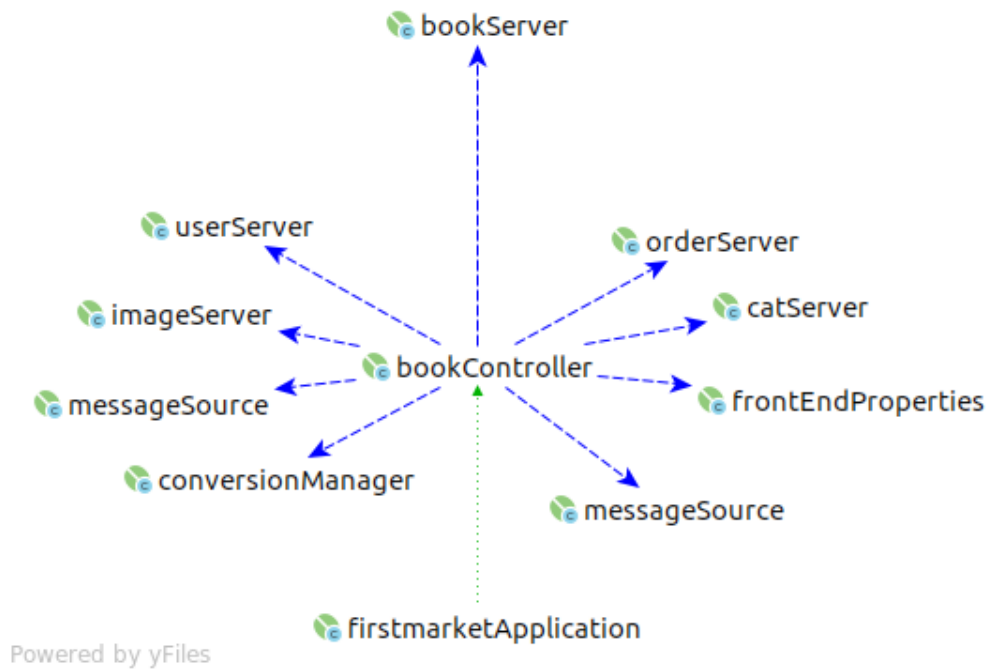 bookServer
userServer
orderServer
catServer
imageServer
bookController
frontEndProperties
messageSource
conversionManager
messageSource
firstmarketApplication
Powered by yFiles